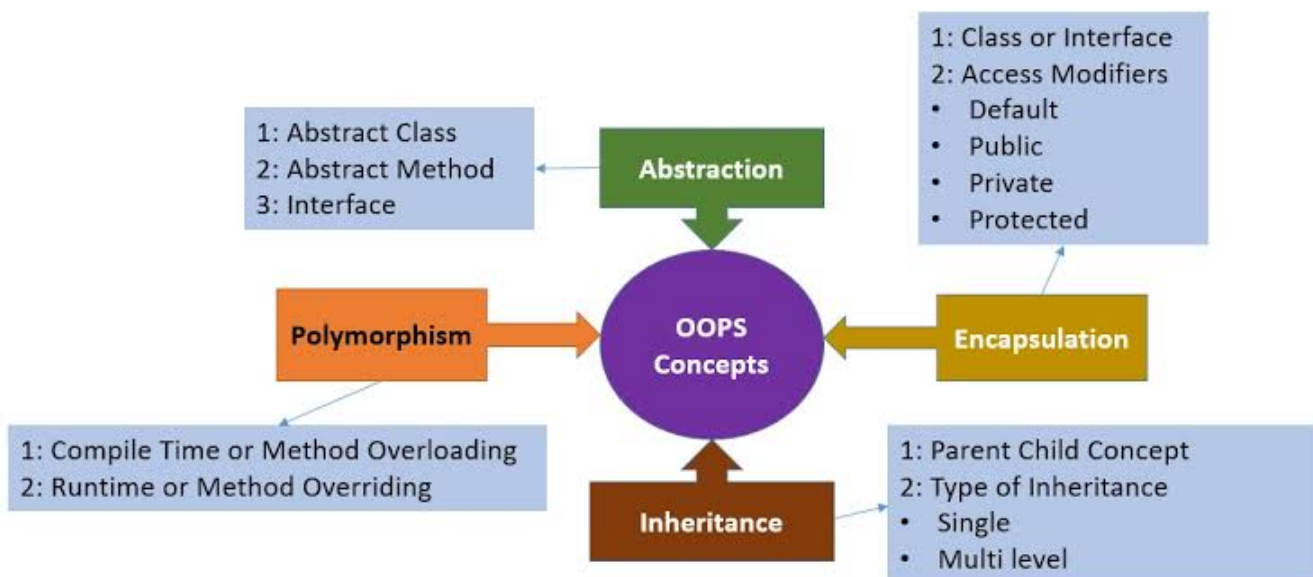 1: Abstract Class
2: Abstract Method
3: Interface
Abstraction
1: Class or Interface
2: Access Modifiers
• Default
• Public
• Private
• Protected
Polymorphism
OOPS
Concepts
Encapsulation
1: Compile Time or Method Overloading
2: Runtime or Method Overriding
Inheritance
1: Parent Child Concept
2: Type of Inheritance
• Single
• Multi level